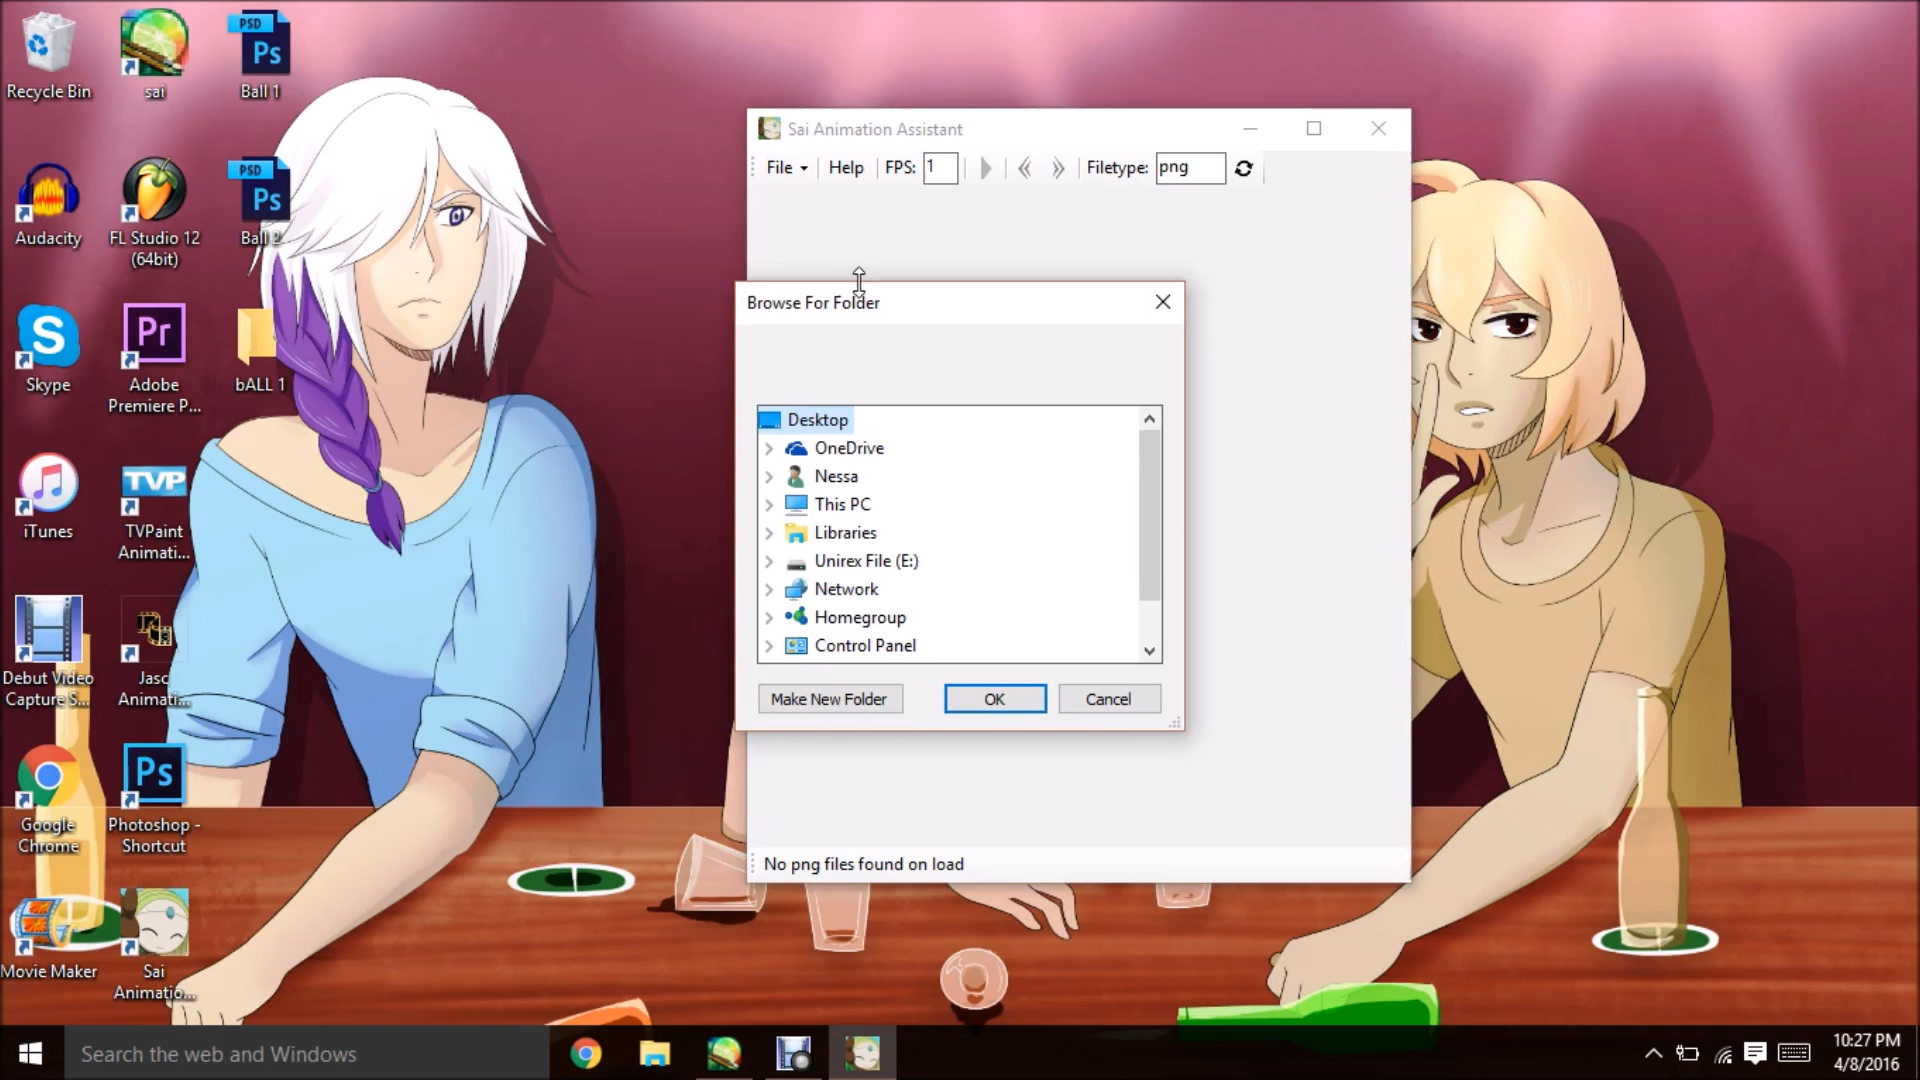 Recycle Bin
sai
PSD
Ps
Ball 1
Audacity
FL Studio 12
(64bit)
PSD
Ps
Ball 2
Skype
Pr
Adobe
Premiere P...
bALL 1
iTunes
TVP
TVPaint
Animati...
Debut Video
Capture S...
Jasc
Animati...
Google
Chrome
Ps
Photoshop -
Shortcut
Movie Maker
Sai
Animatio...
Sai Animation Assistant
File
Help
FPS: 1
Filetype: png
Browse For Folder
Desktop
OneDrive
Nessa
This PC
Libraries
Unirex File (E:)
Network
Homegroup
Control Panel
Make New Folder
OK
Cancel
No png files found on load
Search the web and Windows
10:27 PM
4/8/2016